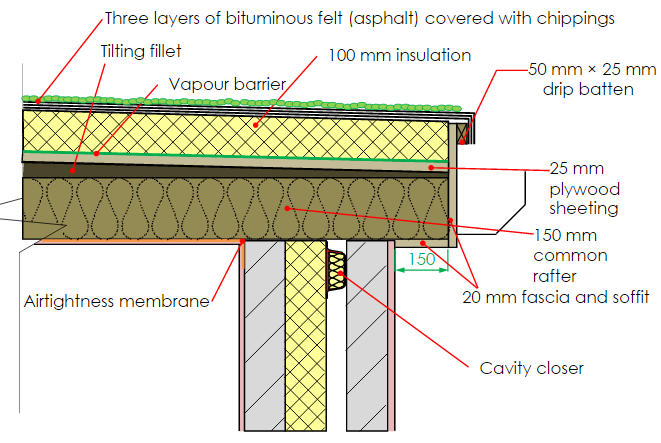 Three layers of bituminous felt (asphalt) covered with chippings
Tilting fillet
100 mm insulation
Vapour barrier
50 mm × 25 mm
drip batten
25 mm
plywood
sheeting
150 mm
common
rafter
150
20 mm fascia and soffit
Airtightness membrane
Cavity closer